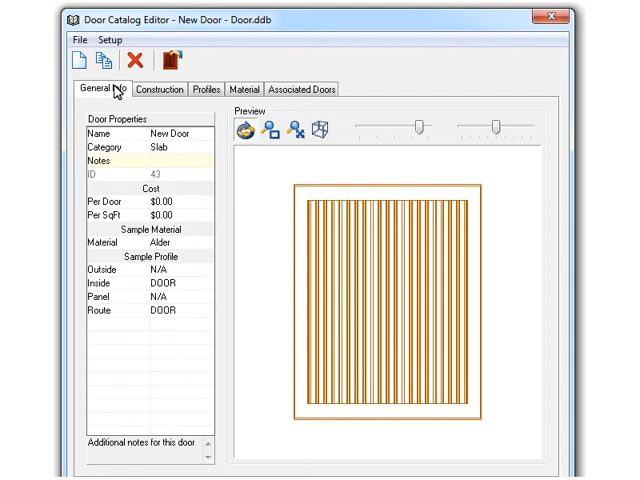 Door Catalog Editor - New Door - Door.ddb
File Setup
General Info Construction Profiles Material Associated Doors
Preview
Door Properties
Name New Door
Category Slab
Notes
ID 43
Cost
Per Door $0.00
Per SqFt $0.00
Sample Material
Material Alder
Sample Profile
Outside N/A
Inside DOOR
Panel N/A
Route DOOR
Additional notes for this door